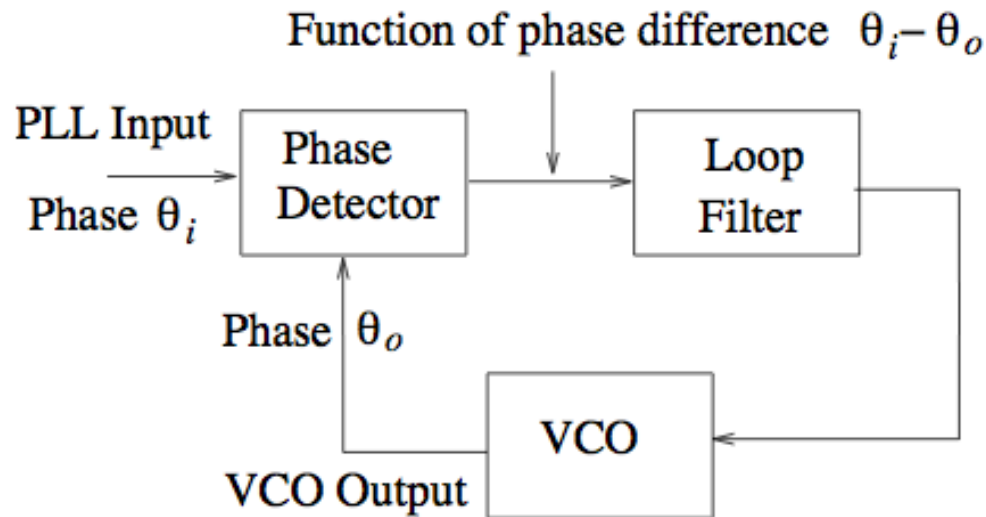 Function of phase difference θi − θo
PLL Input
Phase θi
Phase
Detector
Loop
Filter
Phase θo
VCO
VCO Output